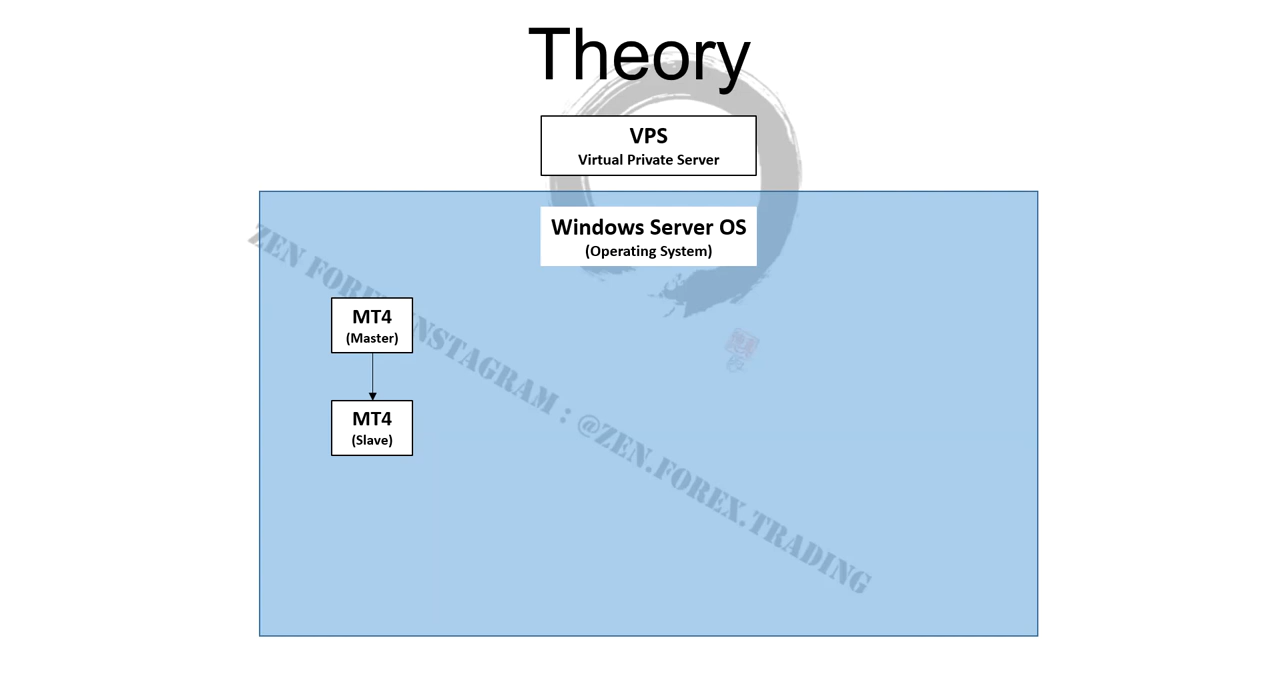 Theory
VPS
Virtual Private Server
Windows Server OS
(Operating System)
MT4
(Master)
MT4
(Slave)
ZEN FOREX INSTAGRAM : @ZEN.FOREX.TRADING